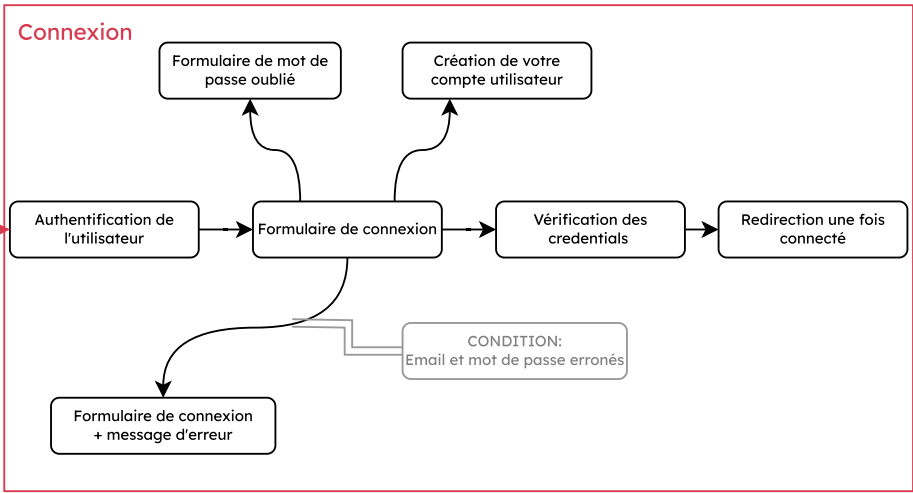 Connexion
Formulaire de mot de
passe oublié
Création de votre
compte utilisateur
Authentification de
l'utilisateur
Formulaire de connexion
Vérification des
credentials
Redirection une fois
connecté
CONDITION:
Email et mot de passe erronés
Formulaire de connexion
+ message d'erreur